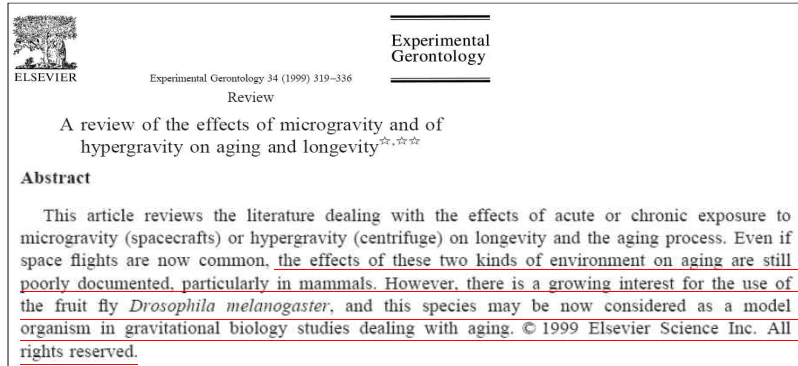 Experimental
Gerontology
ELSEVIER
Experimental Gerontology 34 (1999) 319–336
Review
A review of the effects of microgravity and of
hypergravity on aging and longevity☆,☆☆
Abstract
This article reviews the literature dealing with the effects of acute or chronic exposure to
microgravity (spacecrafts) or hypergravity (centrifuge) on longevity and the aging process. Even if
space flights are now common, the effects of these two kinds of environment on aging are still
poorly documented, particularly in mammals. However, there is a growing interest for the use of
the fruit fly Drosophila melanogaster, and this species may be now considered as a model
organism in gravitational biology studies dealing with aging. © 1999 Elsevier Science Inc. All
rights reserved.